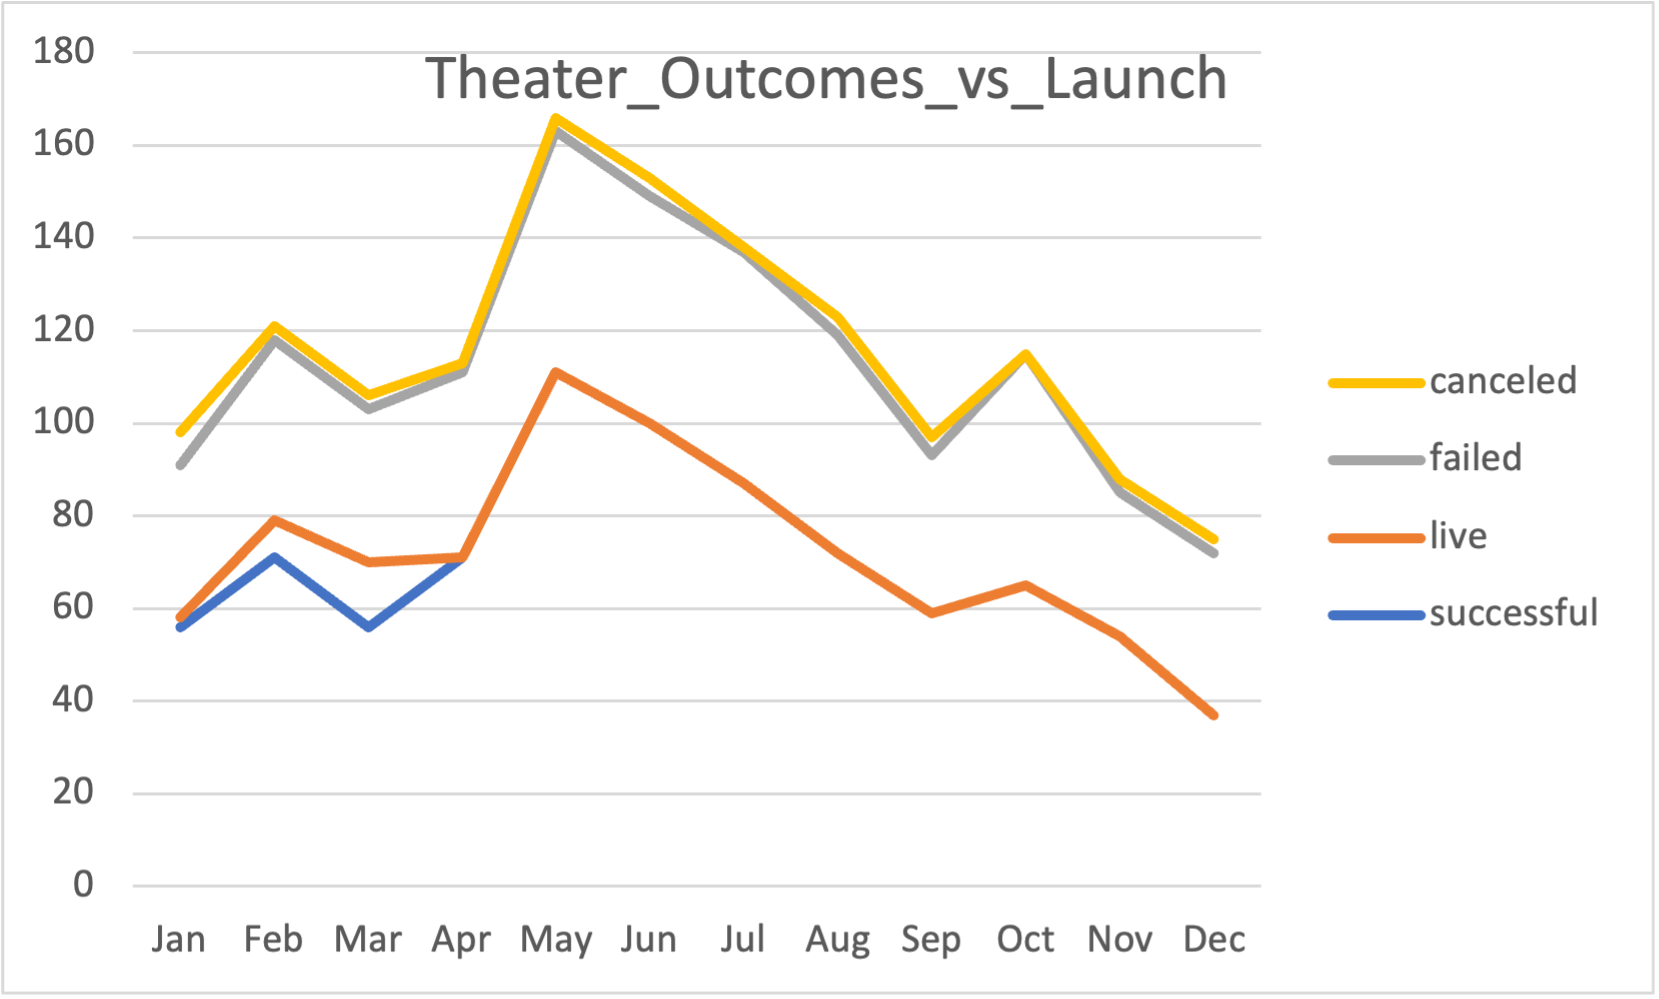 Theater_Outcomes_vs_Launch
180
160
140
120
100
80
60
40
20
0
Jan Feb Mar Apr May Jun Jul Aug Sep Oct Nov Dec
canceled
failed
live
successful